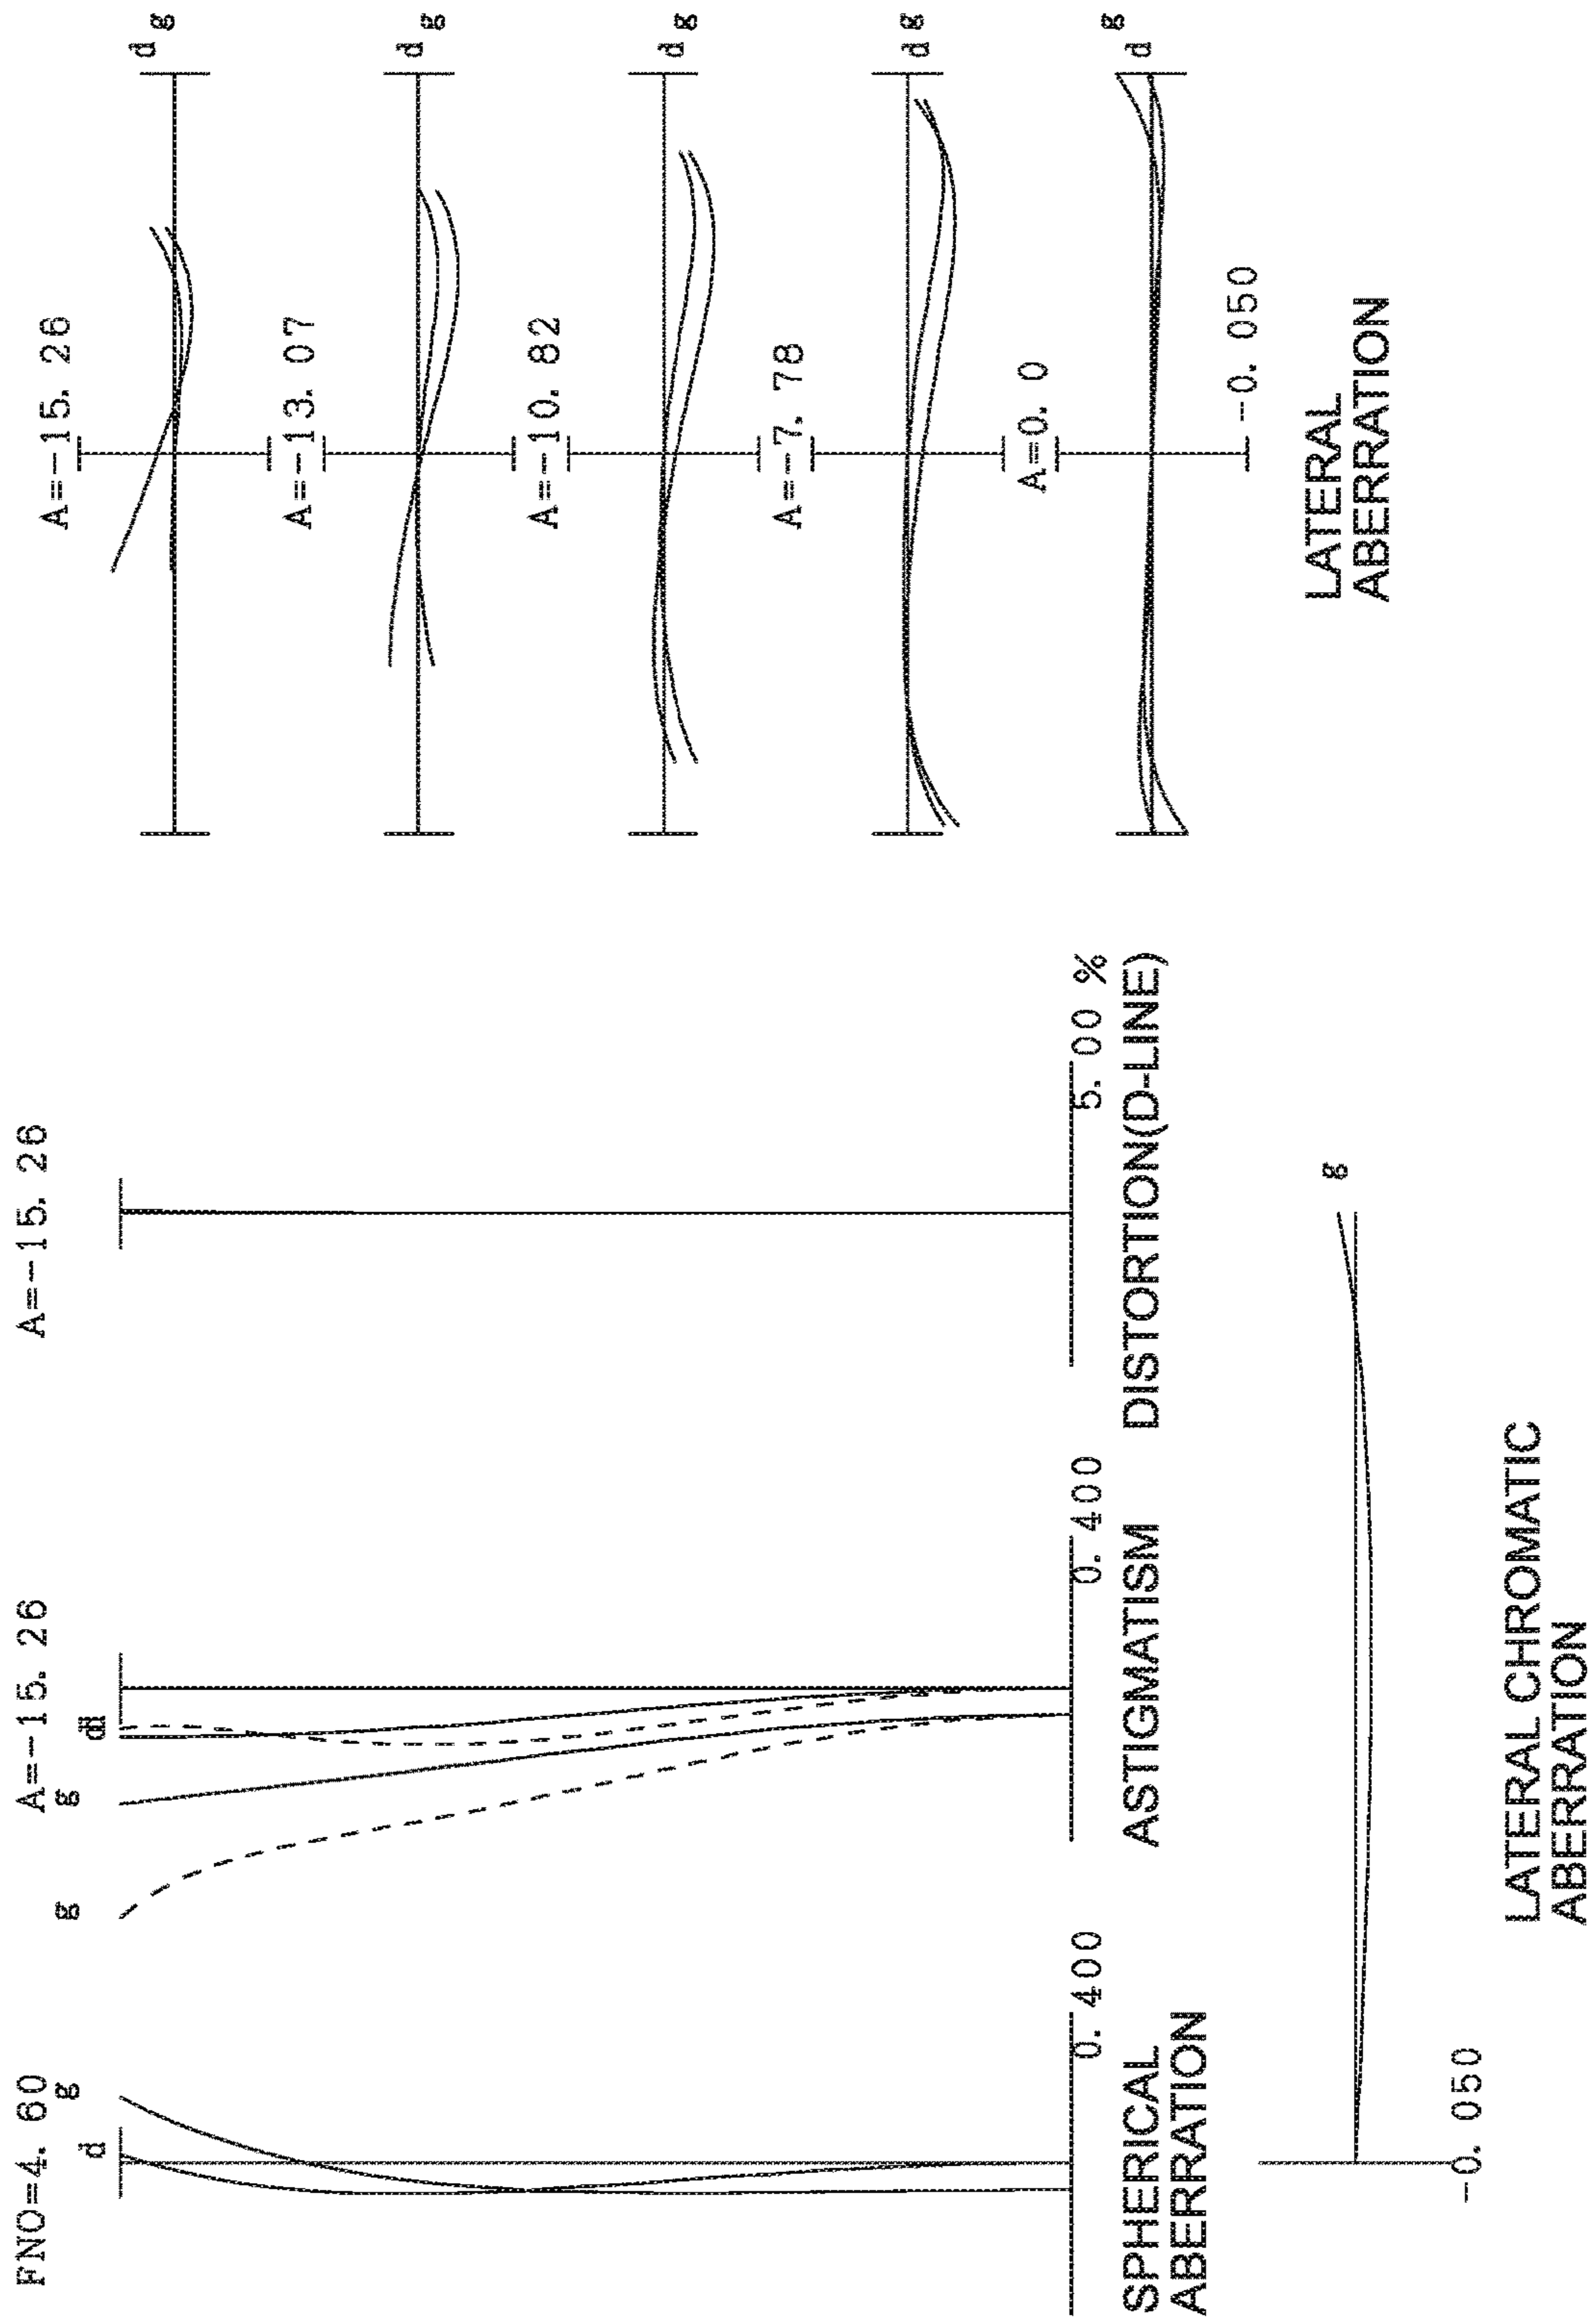 FNO=4. 60
d
g
0. 400
SPHERICAL
ABERRATION
A=-15. 26
g
g
d
d
0. 400
ASTIGMATISM
A=-15. 26
5. 00 %
DISTORTION(D-LINE)
g
-0. 050
LATERAL CHROMATIC
ABERRATION
A=-15. 26
d
g
A=-13. 07
d
g
A=-10. 82
d
g
A=-7. 78
d
g
A=0. 0
g
d
-0. 050
LATERAL
ABERRATION